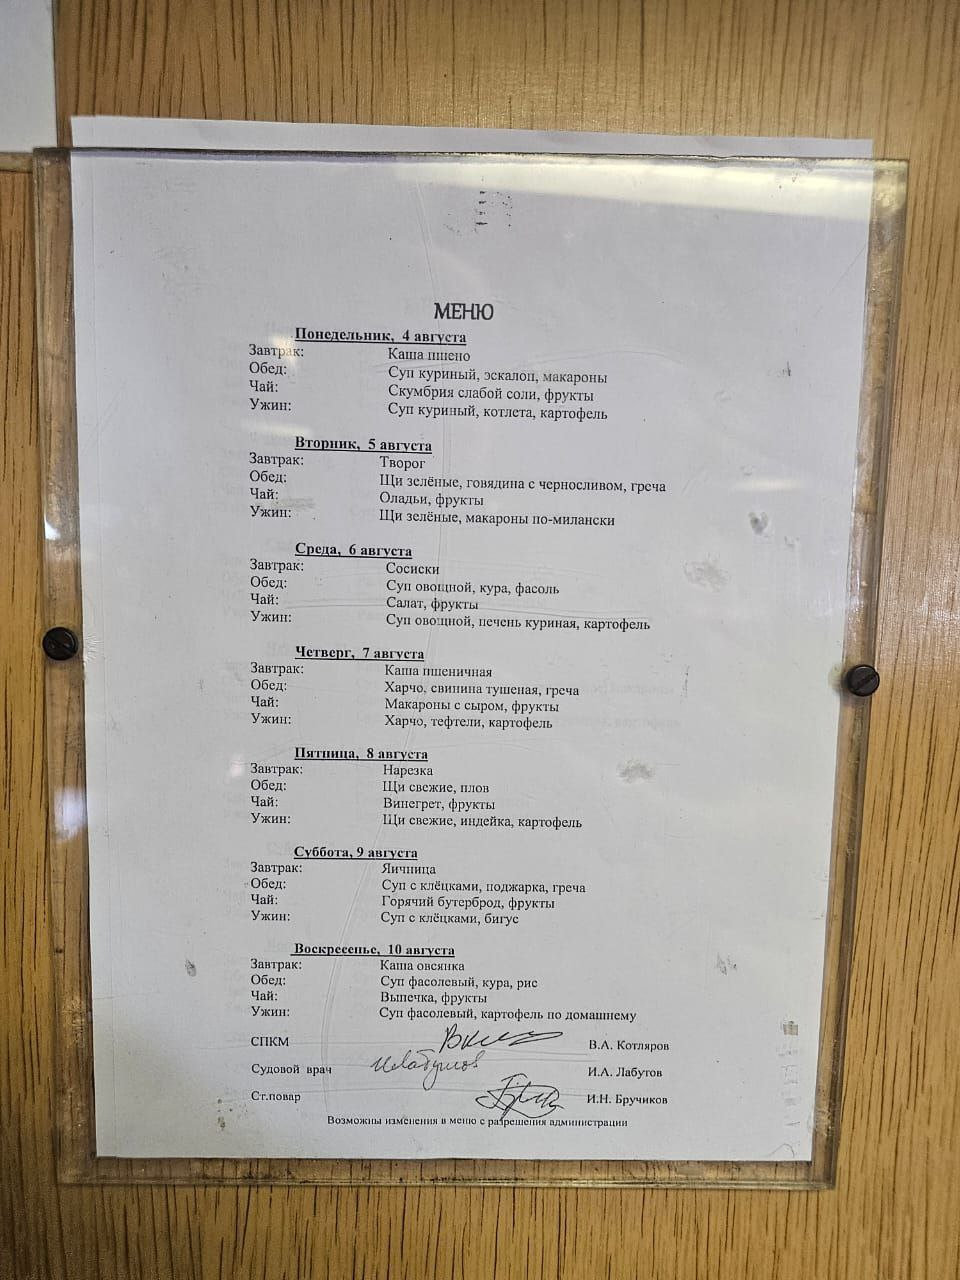 МЕНЮ
Понедельник, 4 августа
Завтрак: Каша пшено
Обед: Суп куриный, эскалоп, макароны
Чай: Скумбрия слабой соли, фрукты
Ужин: Суп куриный, котлета, картофель
Вторник, 5 августа
Завтрак: Творог
Обед: Щи зелёные, говядина с черносливом, греча
Чай: Оладьи, фрукты
Ужин: Щи зелёные, макароны по-милански
Среда, 6 августа
Завтрак: Сосиски
Обед: Суп овощной, кура, фасоль
Чай: Салат, фрукты
Ужин: Суп овощной, печень куриная, картофель
Четверг, 7 августа
Завтрак: Каша пшеничная
Обед: Харчо, свинина тушеная, греча
Чай: Макароны с сыром, фрукты
Ужин: Харчо, тефтели, картофель
Пятница, 8 августа
Завтрак: Нарезка
Обед: Щи свежие, плов
Чай: Винегрет, фрукты
Ужин: Щи свежие, индейка, картофель
Суббота, 9 августа
Завтрак: Яичница
Обед: Суп с клёцками, поджарка, греча
Чай: Горячий бутерброд, фрукты
Ужин: Суп с клёцками, бигус
Воскресенье, 10 августа
Завтрак: Каша овсянка
Обед: Суп фасолевый, кура, рис
Чай: Выпечка, фрукты
Ужин: Суп фасолевый, картофель по домашнему
СПКМ В.А. Котляров
Судовой врач И.А. Лабутов
Ст.повар И.Н. Бручиков
Возможны изменения в меню с разрешения администрации